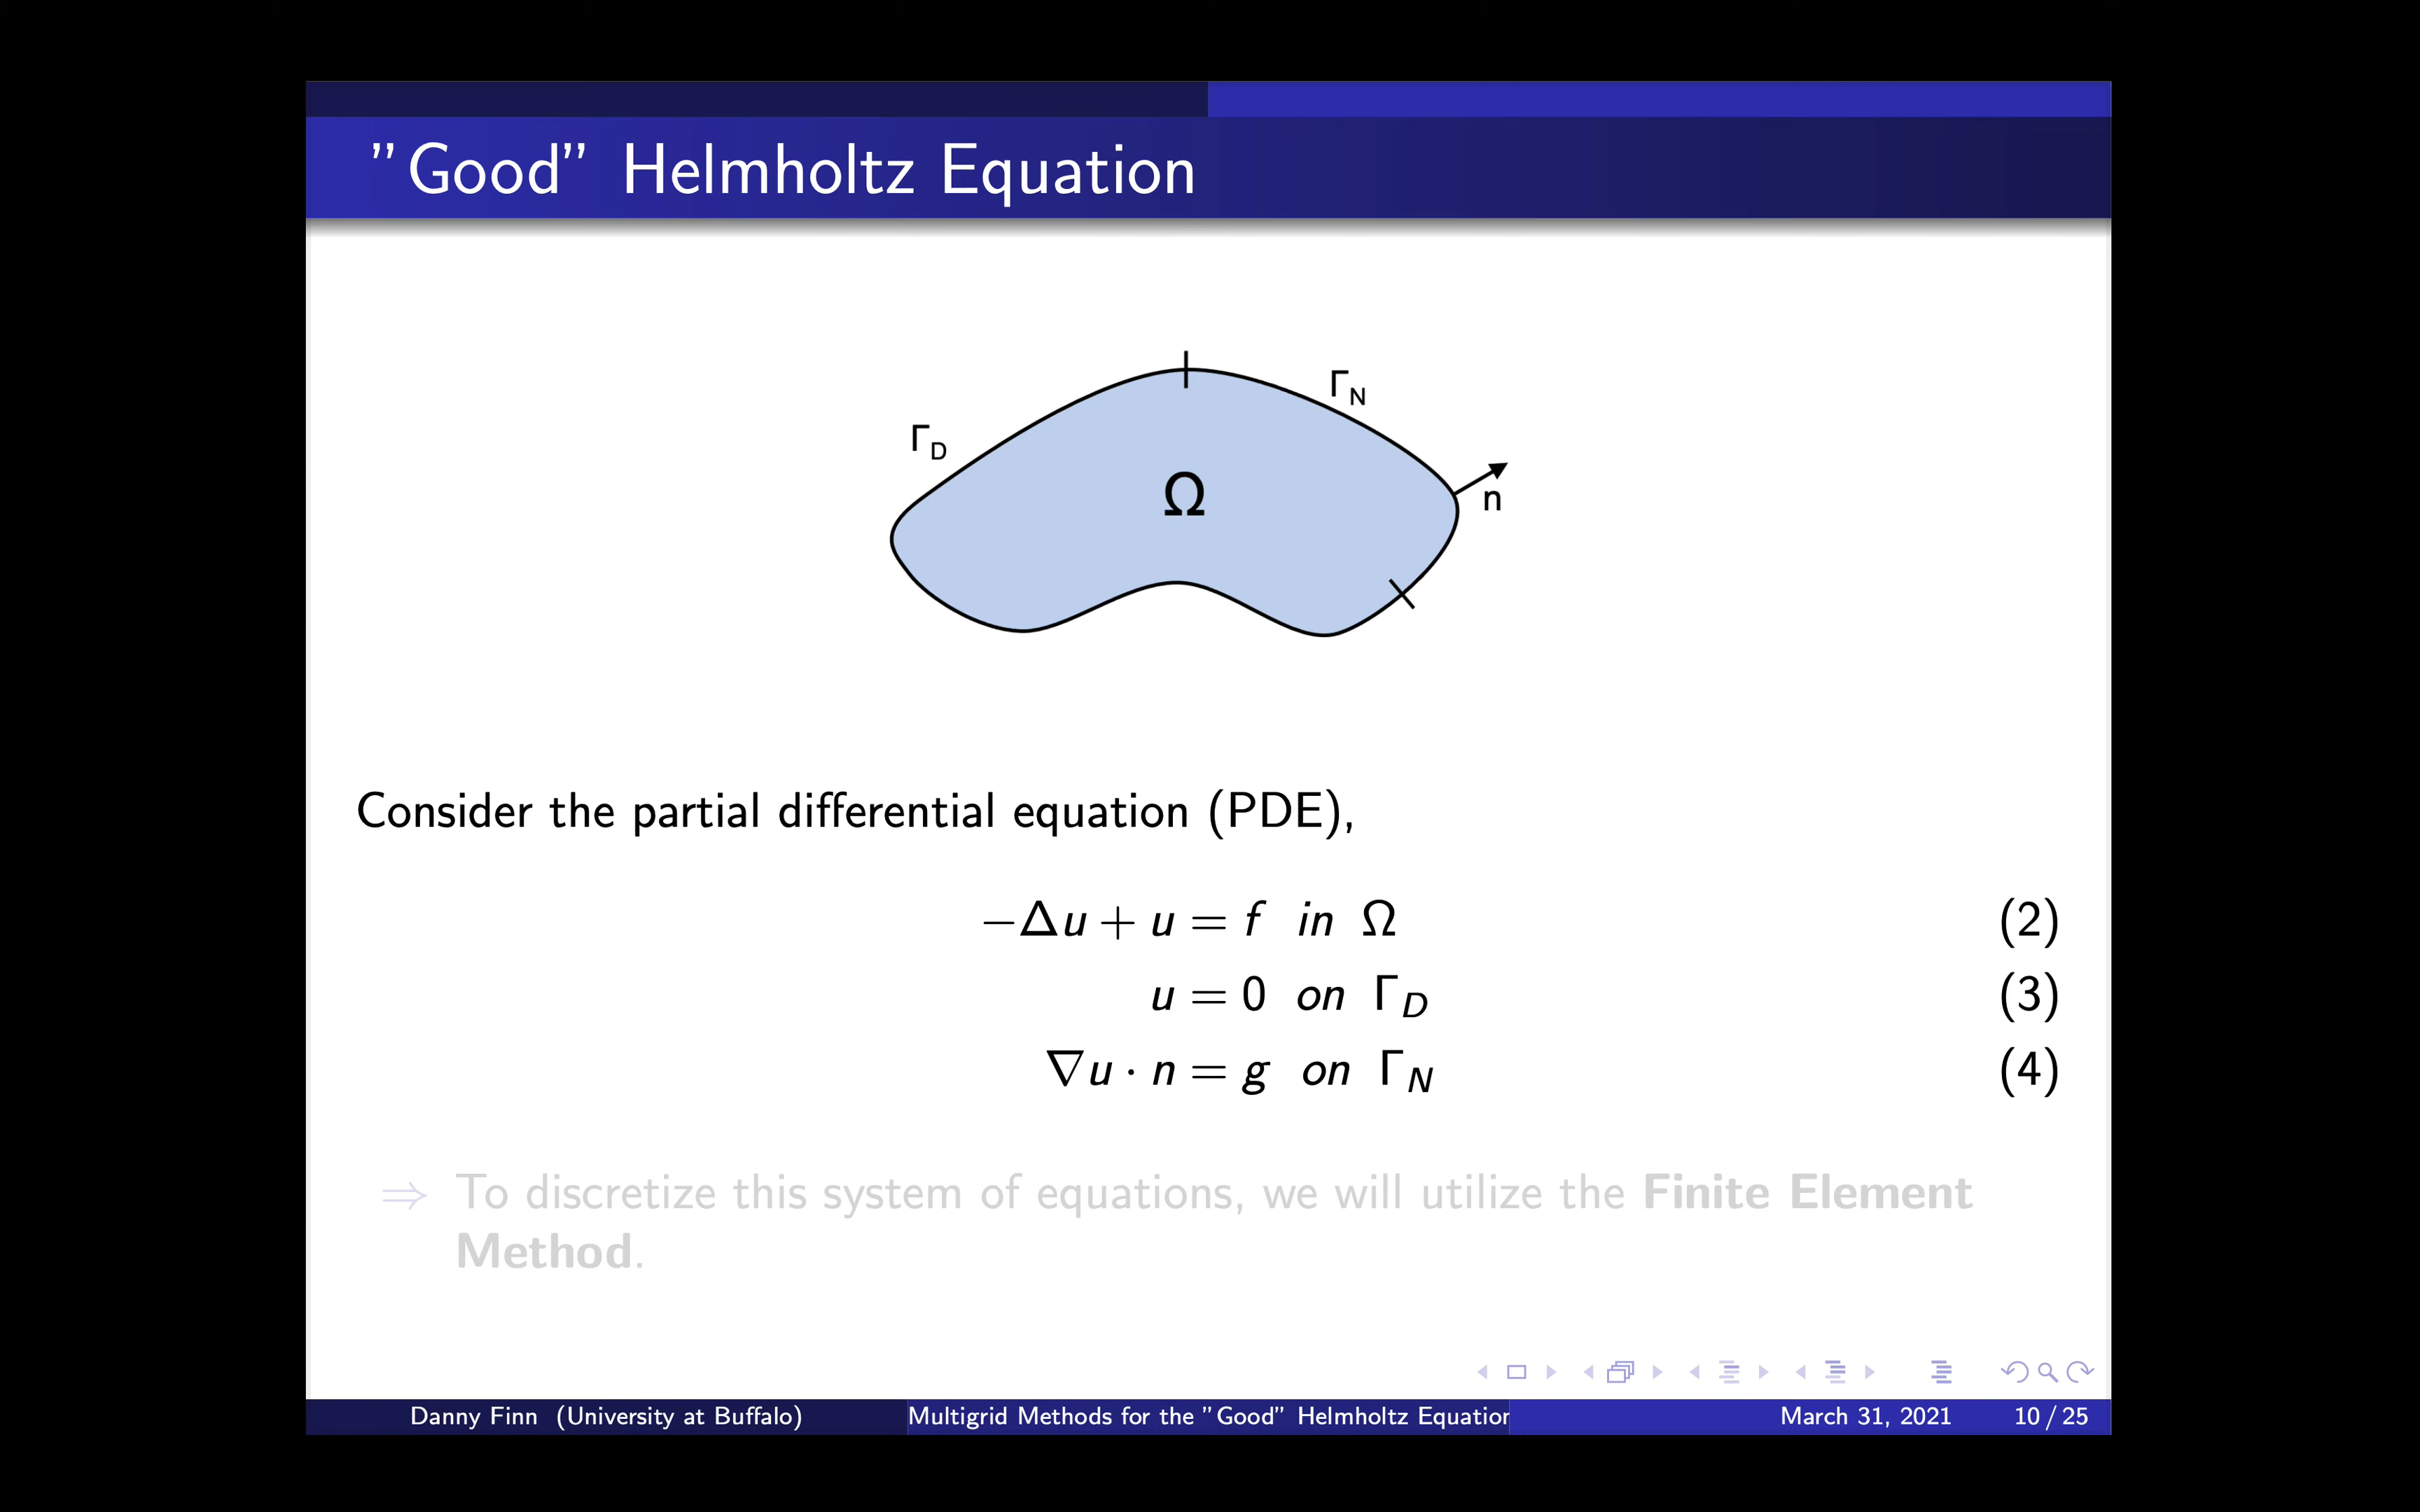 "Good" Helmholtz Equation
Γ_N
Γ_D
Ω
n
Consider the partial differential equation (PDE),
−Δu + u = f in Ω (2)
u = 0 on Γ_D (3)
∇u · n = g on Γ_N (4)
⇒ To discretize this system of equations, we will utilize the Finite Element
Method.
Danny Finn (University at Buffalo) Multigrid Methods for the "Good" Helmholtz Equation March 31, 2021 10 / 25